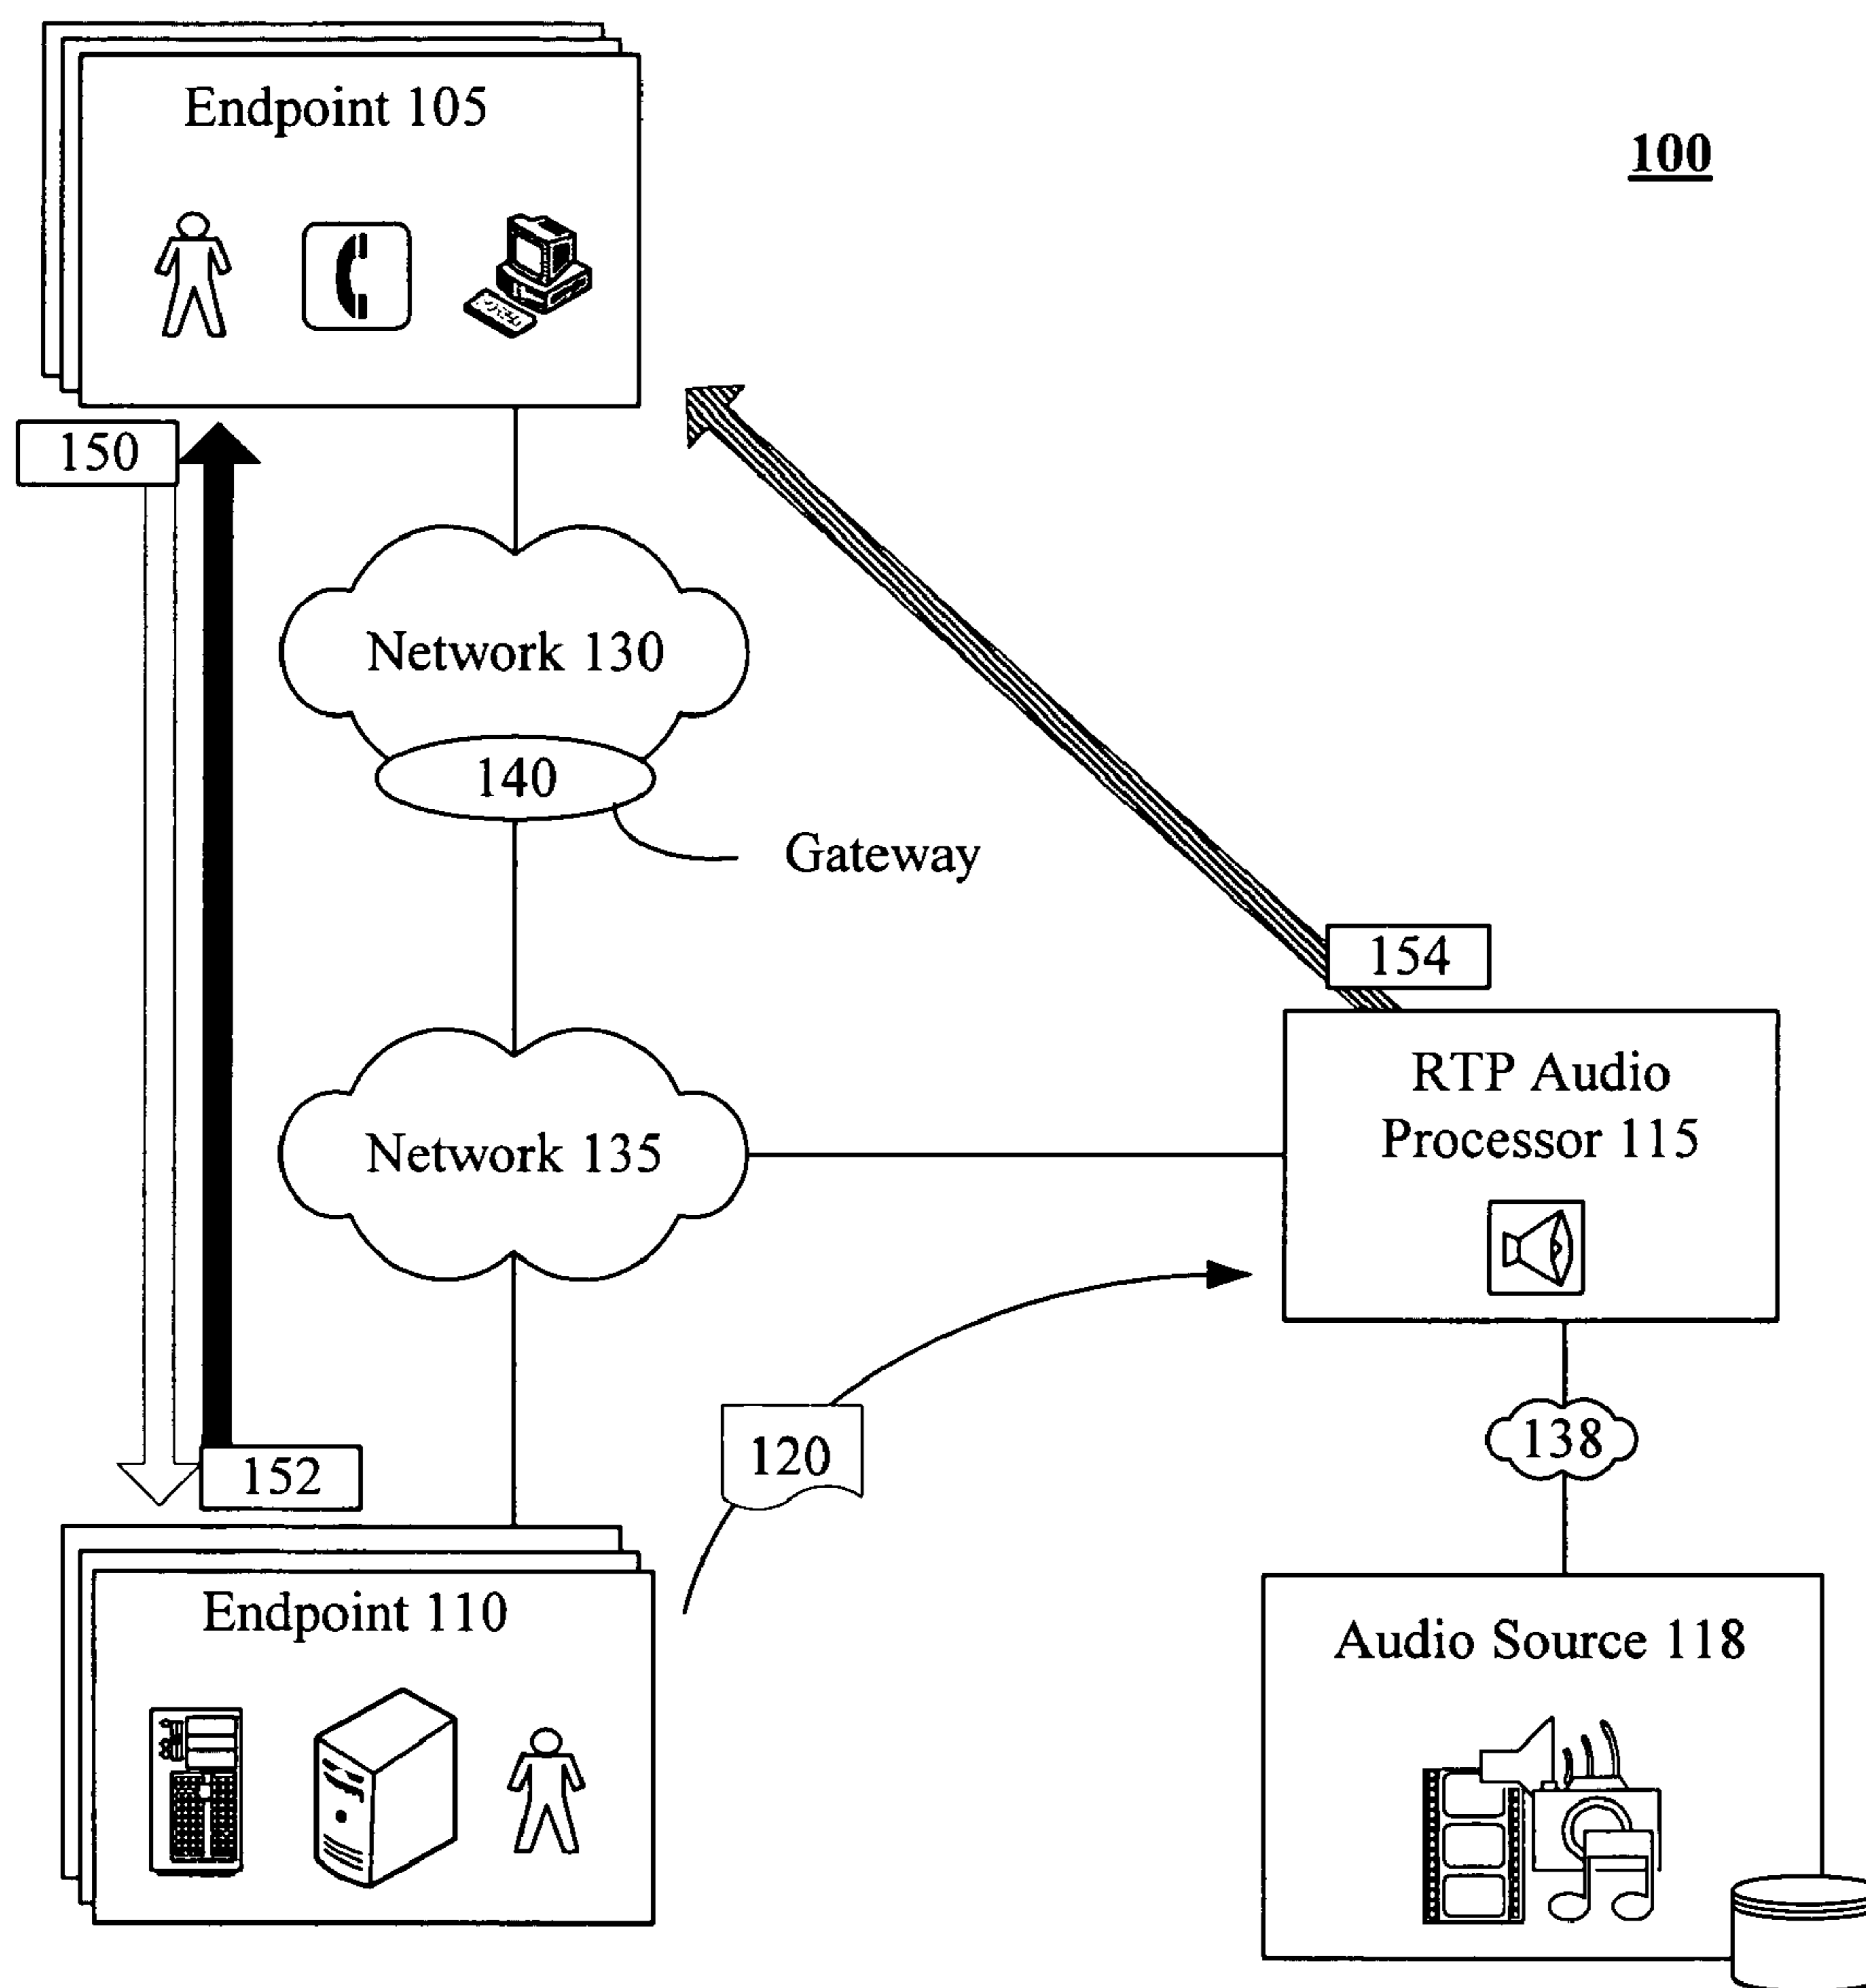 Endpoint 105
100
150
Network 130
140
Gateway
154
RTP Audio
Processor 115
Network 135
138
120
152
Endpoint 110
Audio Source 118